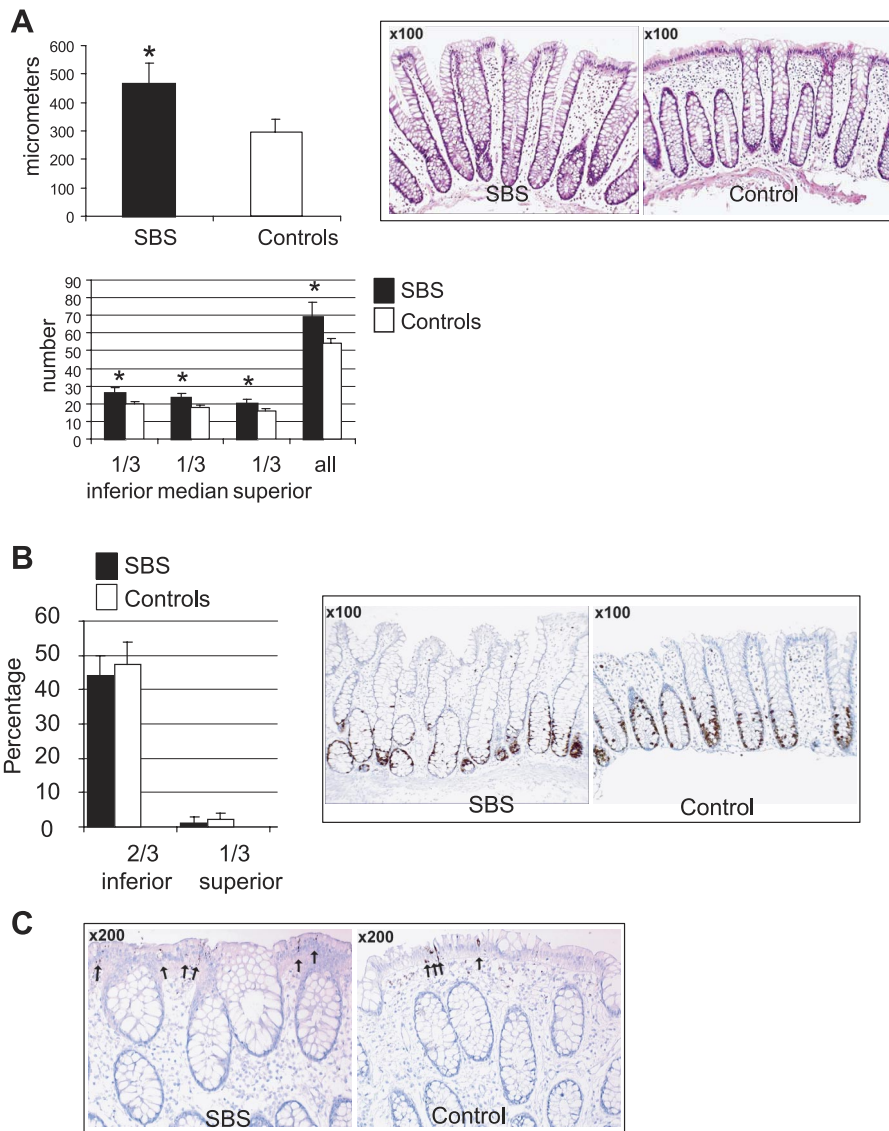 A
micrometers
600
500
400
300
200
100
0
*
SBS
Controls
x100
SBS
x100
Control
number
90
80
70
60
50
40
30
20
10
0
* * * *
SBS
Controls
1/3 1/3 1/3 all
inferior median superior
B
SBS
Controls
Percentage
60
50
40
30
20
10
0
2/3 1/3
inferior superior
x100
SBS
x100
Control
C
x200
SBS
x200
Control